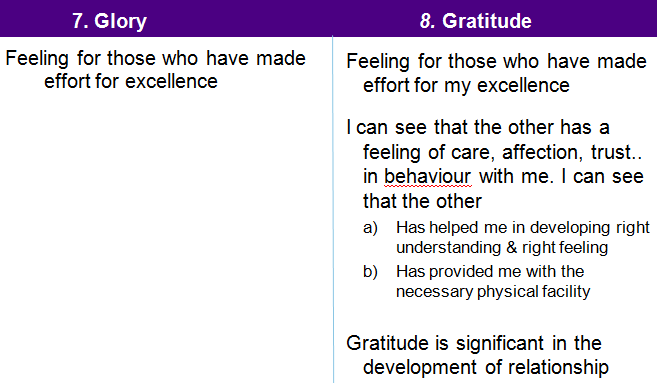 7. Glory
Feeling for those who have made
effort for excellence
8. Gratitude
Feeling for those who have made
effort for my excellence
I can see that the other has a
feeling of care, affection, trust..
in behaviour with me. I can see
that the other
a) Has helped me in developing right
understanding & right feeling
b) Has provided me with the
necessary physical facility
Gratitude is significant in the
development of relationship